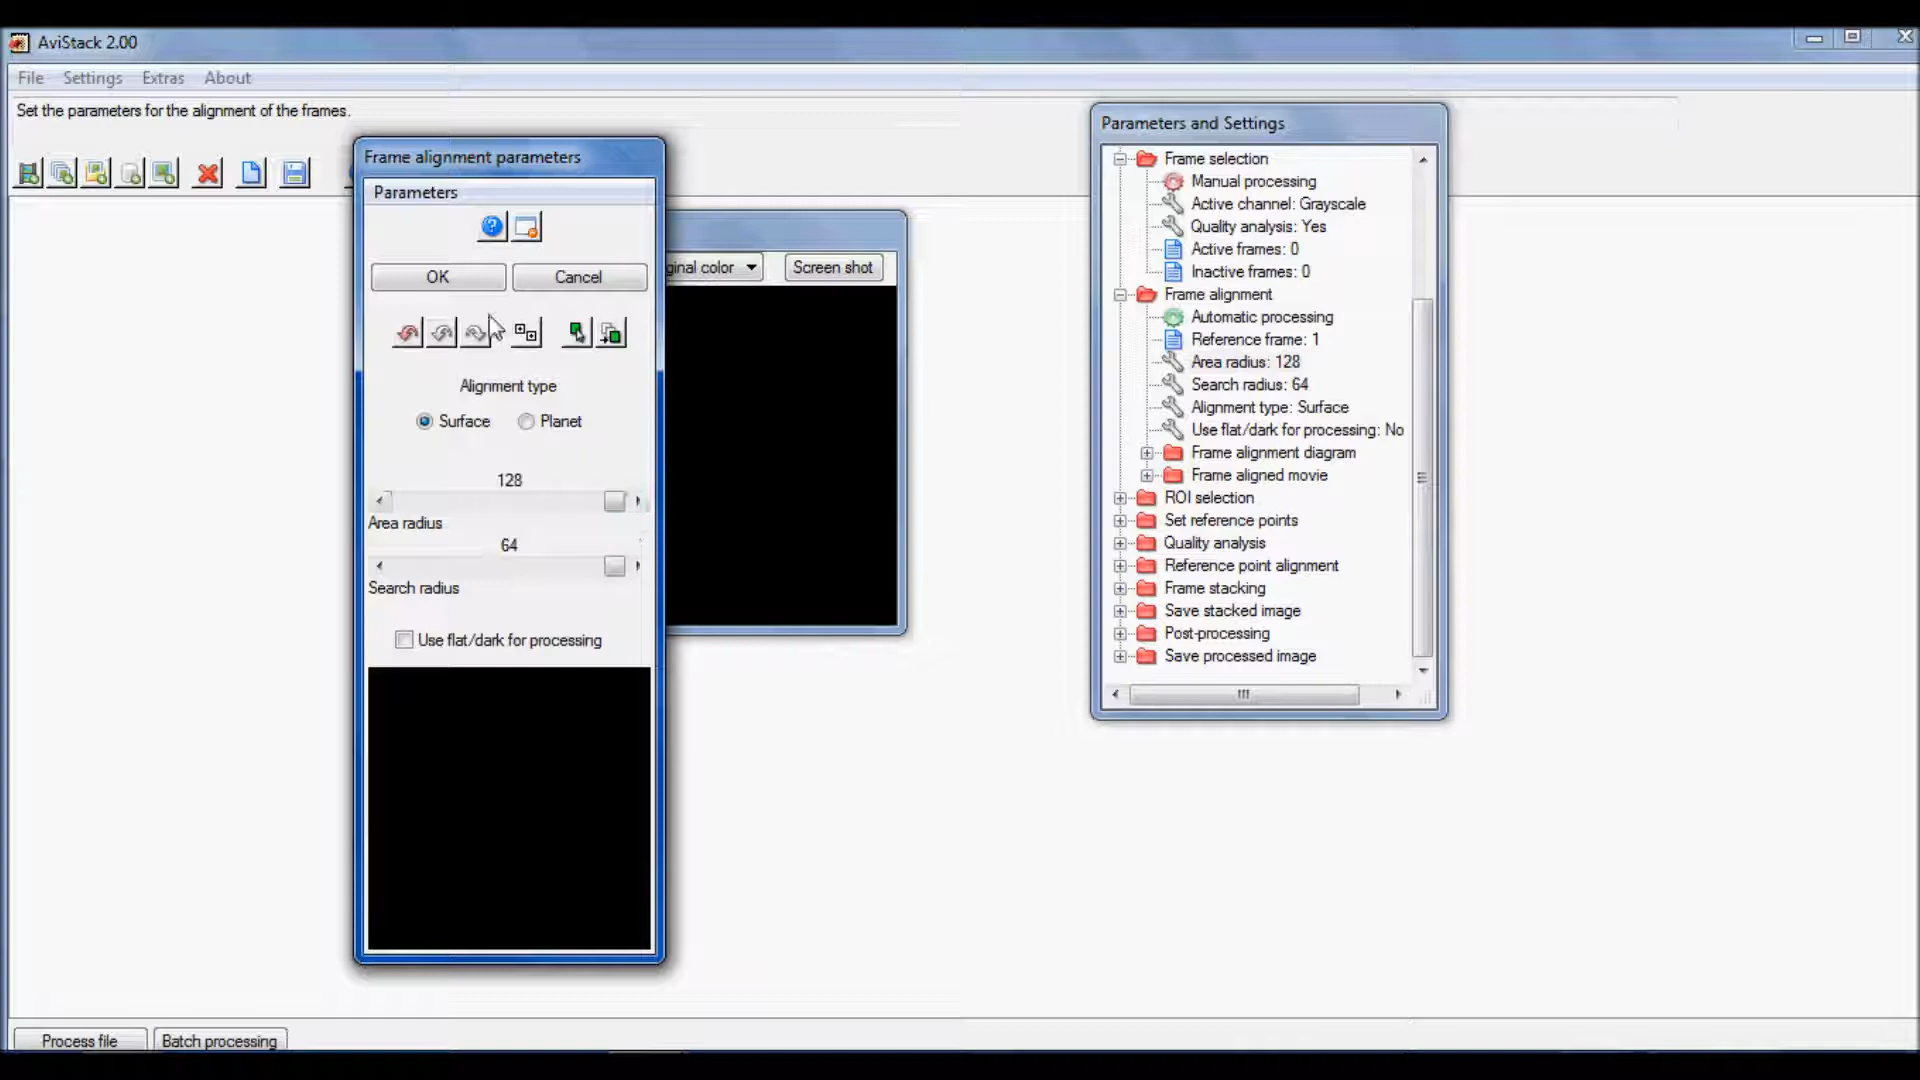 AviStack 2.00
File Settings Extras About
Set the parameters for the alignment of the frames.
Frame alignment parameters
Parameters
OK Cancel
Alignment type
Surface Planet
128
Area radius
64
Search radius
Use flat/dark for processing
ginal color Screen shot
Parameters and Settings
Frame selection
Manual processing
Active channel: Grayscale
Quality analysis: Yes
Active frames: 0
Inactive frames: 0
Frame alignment
Automatic processing
Reference frame: 1
Area radius: 128
Search radius: 64
Alignment type: Surface
Use flat/dark for processing: No
Frame alignment diagram
Frame aligned movie
ROI selection
Set reference points
Quality analysis
Reference point alignment
Frame stacking
Save stacked image
Post-processing
Save processed image
Process file Batch processing